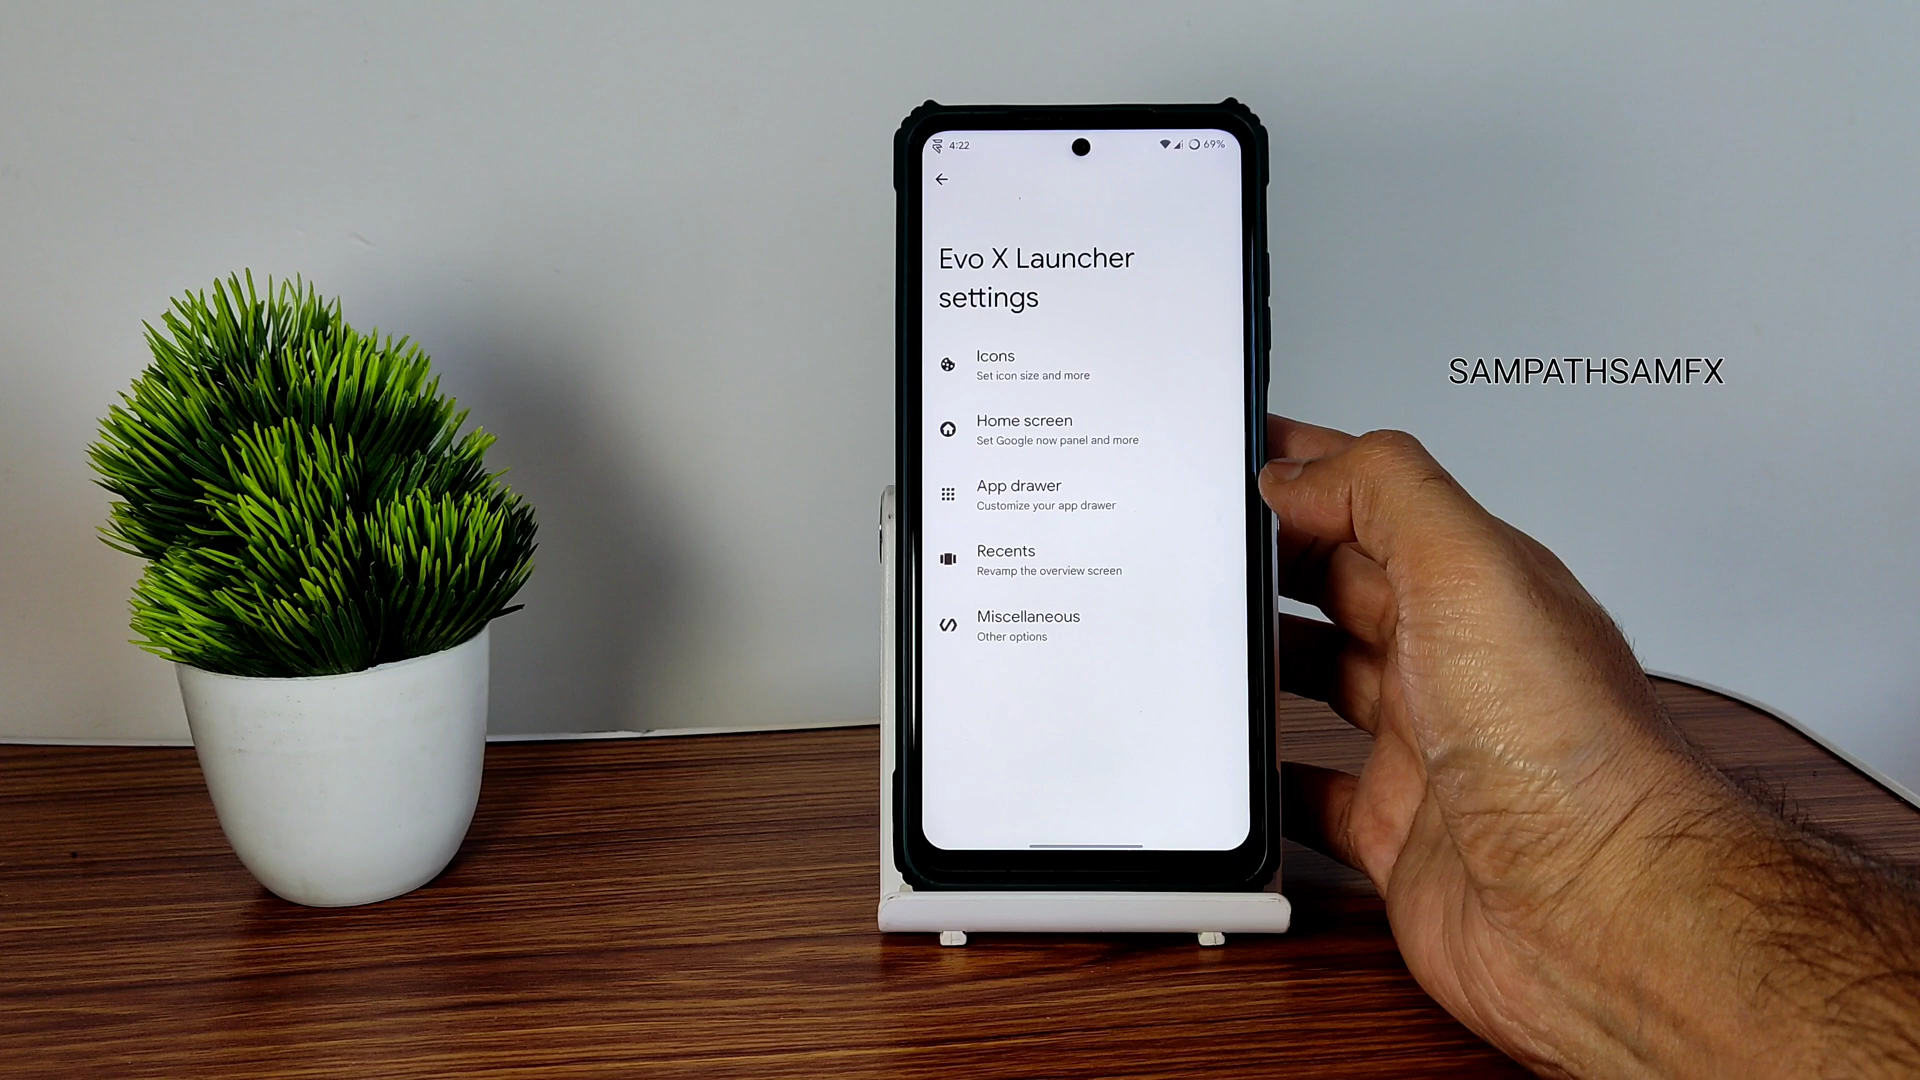 4:22
69%
Evo X Launcher
settings
Icons
Set icon size and more
Home screen
Set Google now panel and more
App drawer
Customize your app drawer
Recents
Revamp the overview screen
Miscellaneous
Other options
SAMPATHSAMFX